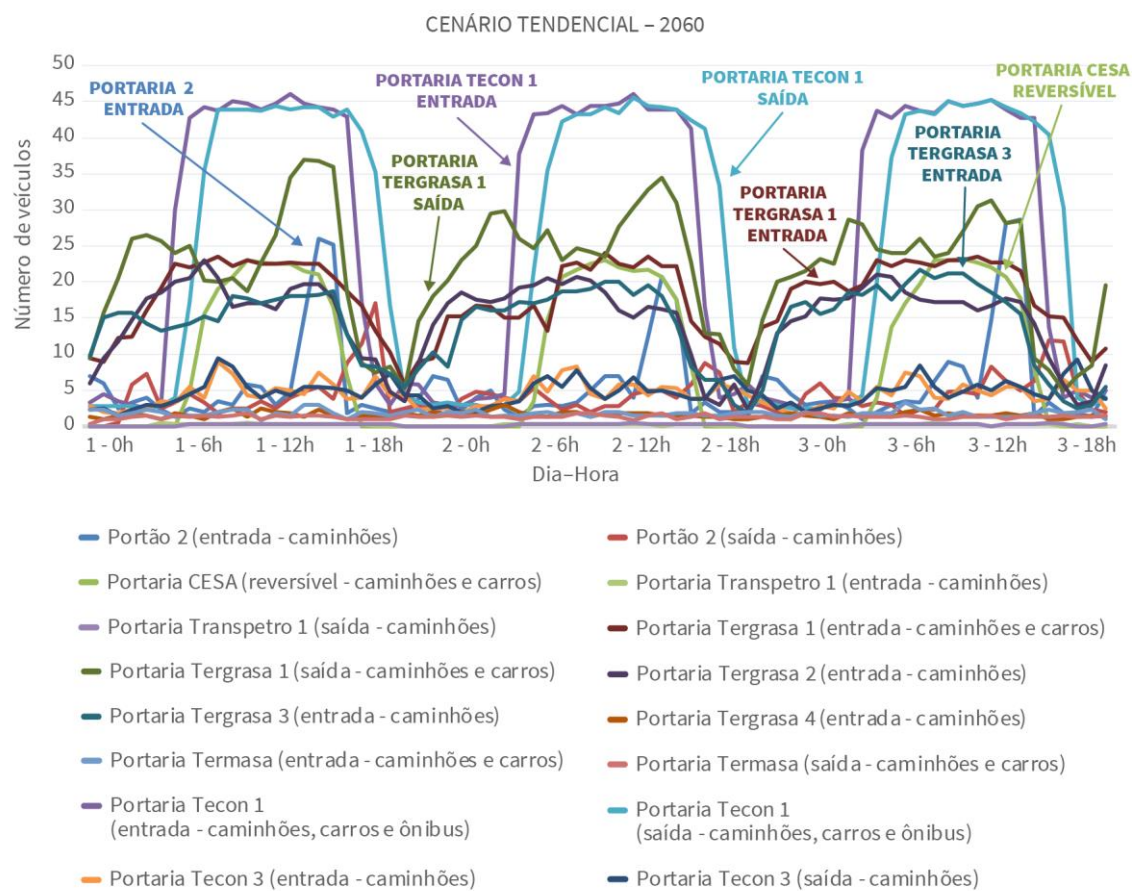 CENÁRIO TENDENCIAL – 2060
Número de veículos
50
45
40
35
30
25
20
15
10
5
0
PORTARIA 2
ENTRADA
PORTARIA TECON 1
ENTRADA
PORTARIA TECON 1
SAÍDA
PORTARIA CESA
REVERSÍVEL
PORTARIA
TERGRASA 1
SAÍDA
PORTARIA
TERGRASA 3
ENTRADA
PORTARIA
TERGRASA 1
ENTRADA
1 - 0h 1 - 6h 1 - 12h 1 - 18h 2 - 0h 2 - 6h 2 - 12h 2 - 18h 3 - 0h 3 - 6h 3 - 12h 3 - 18h
Dia–Hora
Portão 2 (entrada - caminhões)
Portão 2 (saída - caminhões)
Portaria CESA (reversível - caminhões e carros)
Portaria Transpetro 1 (entrada - caminhões)
Portaria Transpetro 1 (saída - caminhões)
Portaria Tergrasa 1 (entrada - caminhões e carros)
Portaria Tergrasa 1 (saída - caminhões e carros)
Portaria Tergrasa 2 (entrada - caminhões)
Portaria Tergrasa 3 (entrada - caminhões)
Portaria Tergrasa 4 (entrada - caminhões)
Portaria Termasa (entrada - caminhões e carros)
Portaria Termasa (saída - caminhões e carros)
Portaria Tecon 1
(entrada - caminhões, carros e ônibus)
Portaria Tecon 1
(saída - caminhões, carros e ônibus)
Portaria Tecon 3 (entrada - caminhões)
Portaria Tecon 3 (saída - caminhões)